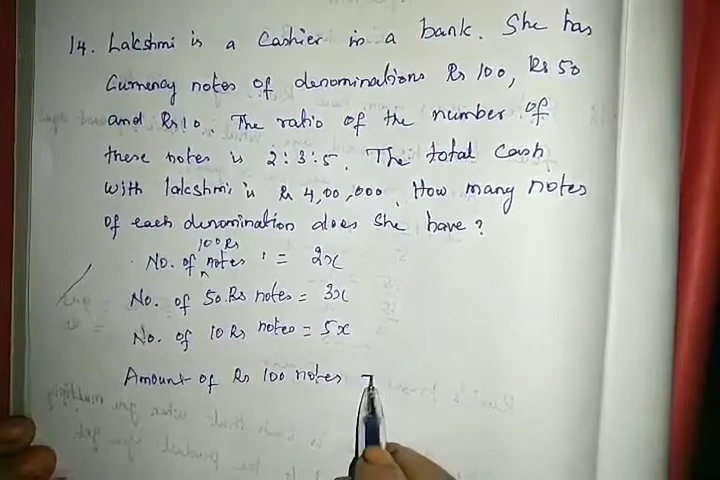 14. Lakshmi is a Cashier in a bank. She has
Currency notes of denominations Rs 100, Rs 50
and Rs 10. The ratio of the number of
these notes is 2:3:5. The total cash
with lakshmi is Rs 4,00,000. How many notes
of each denomination does She have?
100 Rs
No. of notes = 2x
No. of 50 Rs notes = 3x
No. of 10 Rs notes = 5x
Amount of Rs 100 notes =